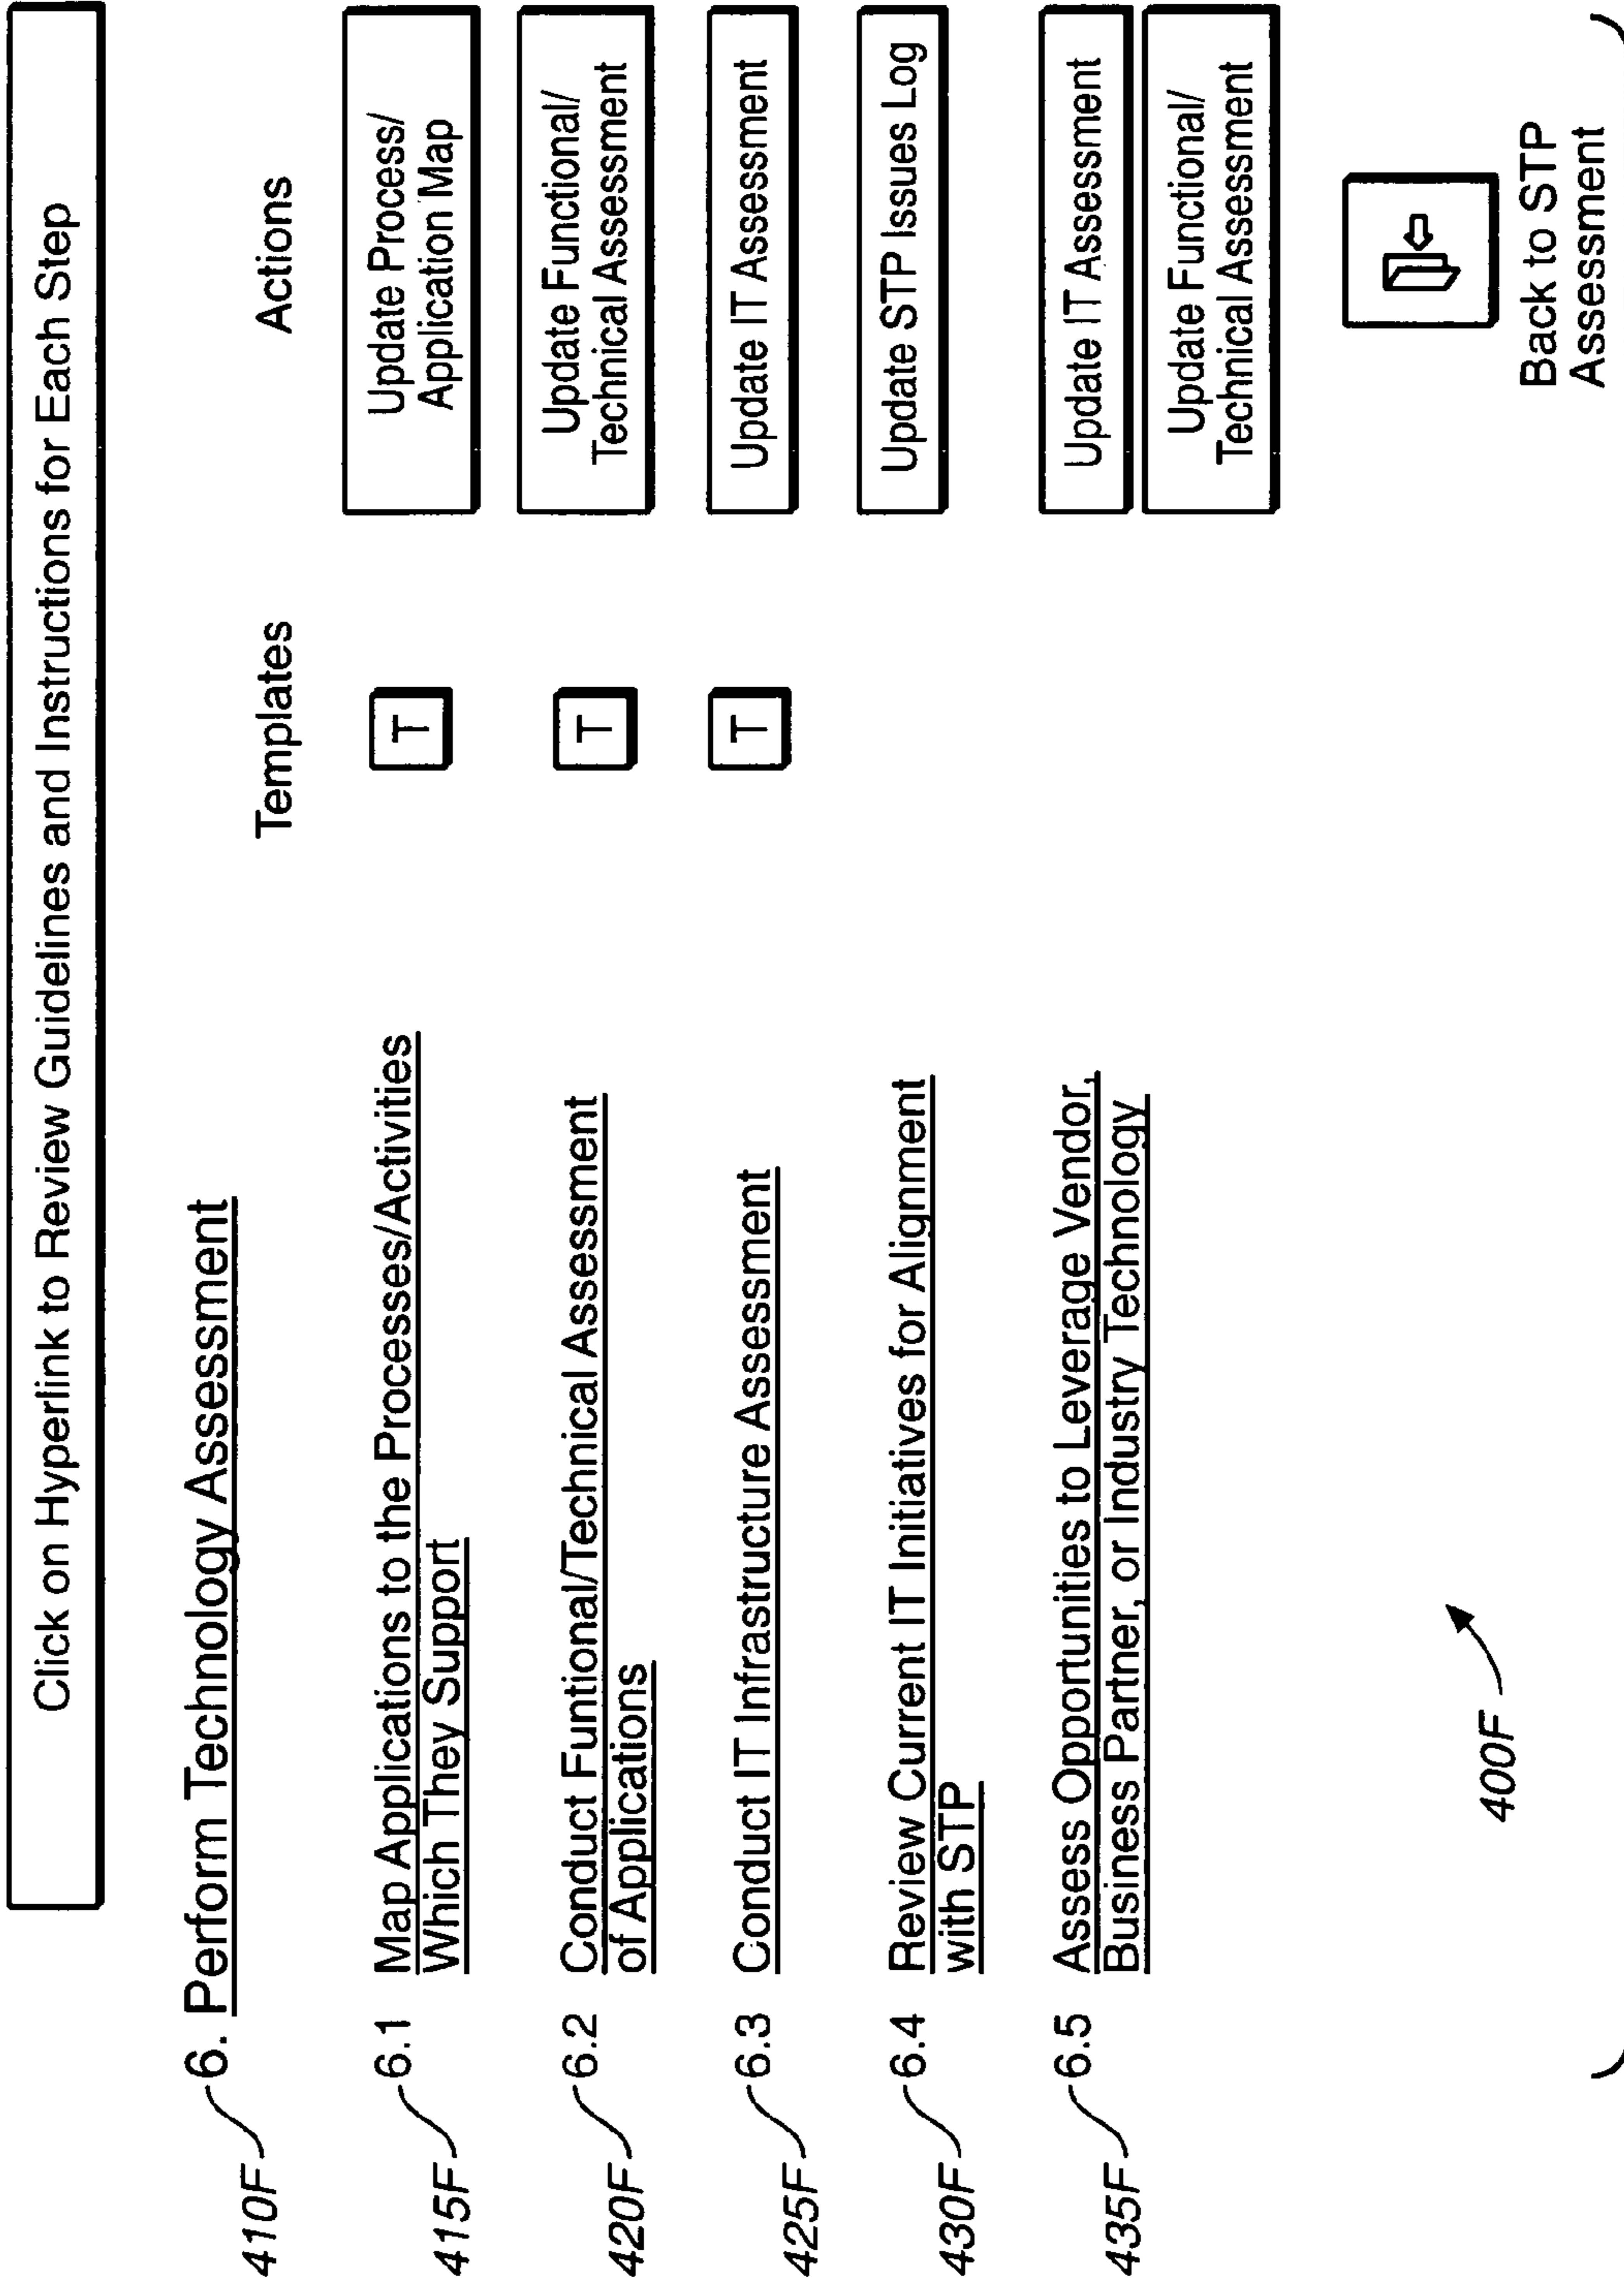 Click on Hyperlink to Review Guidelines and Instructions for Each Step
Templates
Actions
410F
6. Perform Technology Assessment
415F
6.1 Map Applications to the Processes/Activities
Which They Support
T
Update Process/
Application Map
420F
6.2 Conduct Funtional/Technical Assessment
of Applications
T
Update Functional/
Technical Assessment
425F
6.3 Conduct IT Infrastructure Assessment
T
Update IT Assessment
430F
6.4 Review Current IT Initiatives for Alignment
with STP
Update STP Issues Log
435F
6.5 Assess Opportunities to Leverage Vendor,
Business Partner, or Industry Technology
Update IT Assessment
Update Functional/
Technical Assessment
400F
Back to STP
Assessment